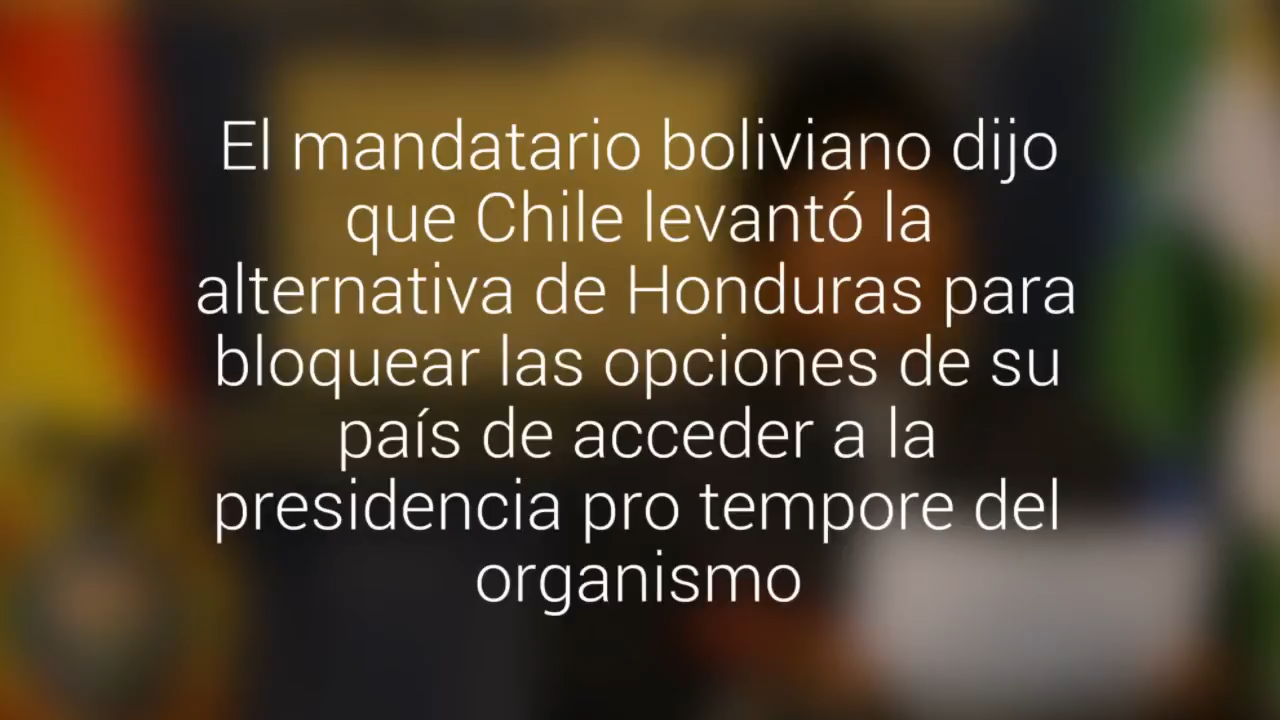 El mandatario boliviano dijo
que Chile levantó la
alternativa de Honduras para
bloquear las opciones de su
país de acceder a la
presidencia pro tempore del
organismo